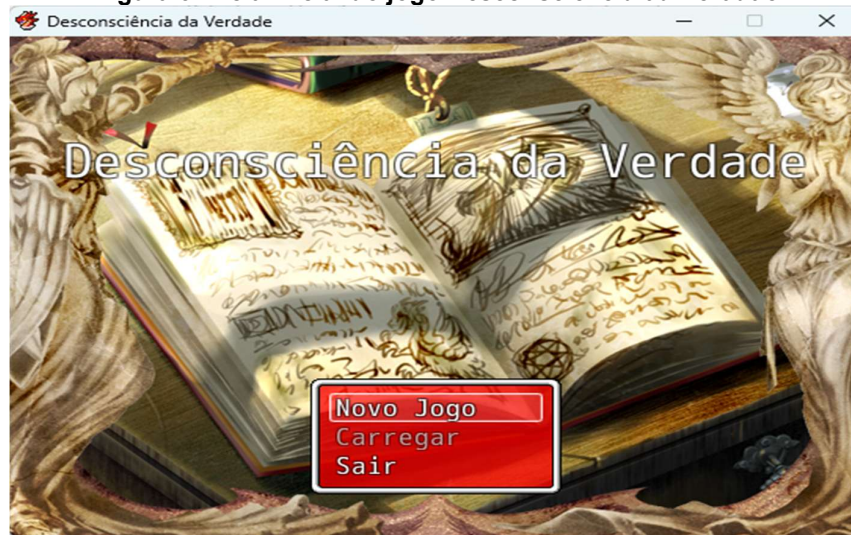 Desconsciência da Verdade
Desconsciência da Verdade
Novo Jogo
Carregar
Sair